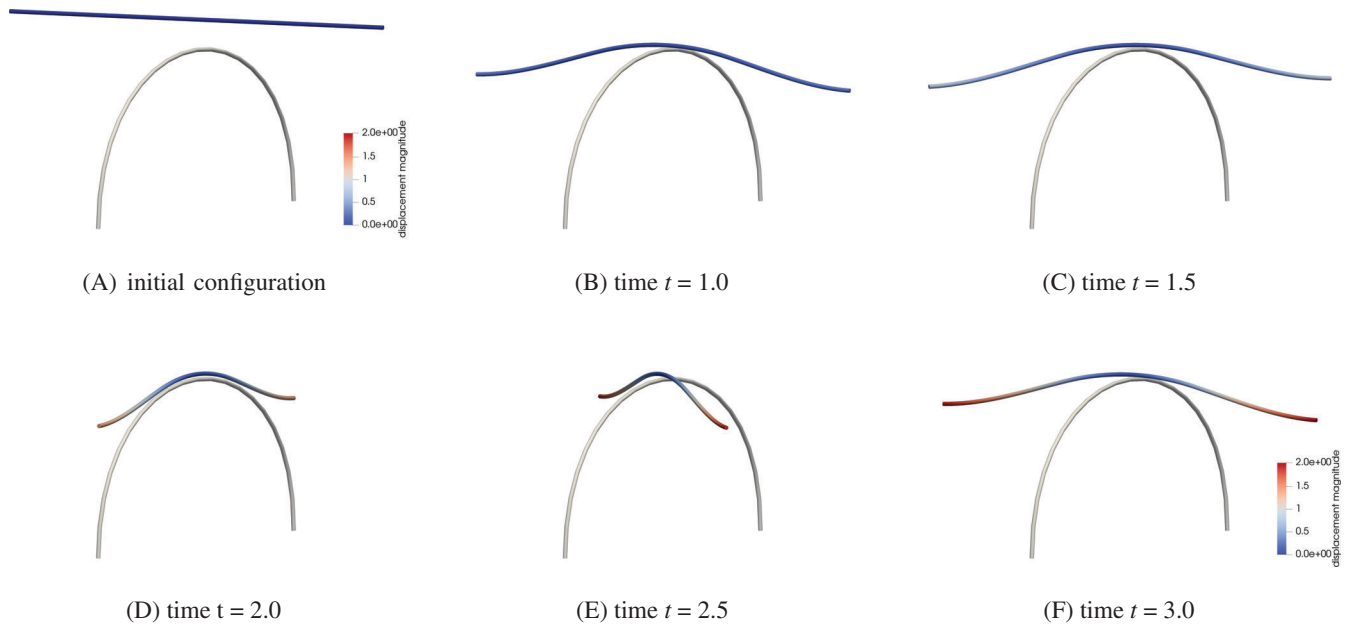 2.0e+00
1.5
1
0.5
0.0e+00
displacement magnitude
(A) initial configuration
(B) time t = 1.0
(C) time t = 1.5
2.0e+00
1.5
1
0.5
0.0e+00
displacement magnitude
(D) time t = 2.0
(E) time t = 2.5
(F) time t = 3.0